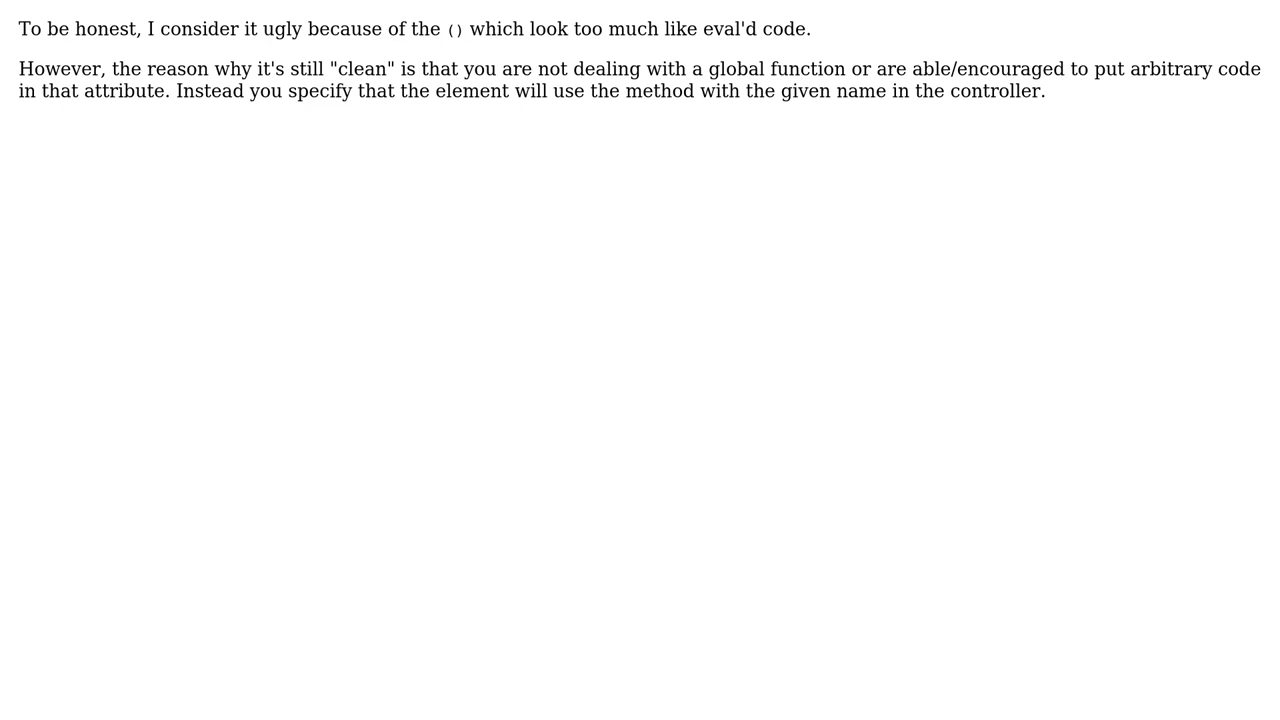 To be honest, I consider it ugly because of the () which look too much like eval'd code.
However, the reason why it's still "clean" is that you are not dealing with a global function or are able/encouraged to put arbitrary code
in that attribute. Instead you specify that the element will use the method with the given name in the controller.